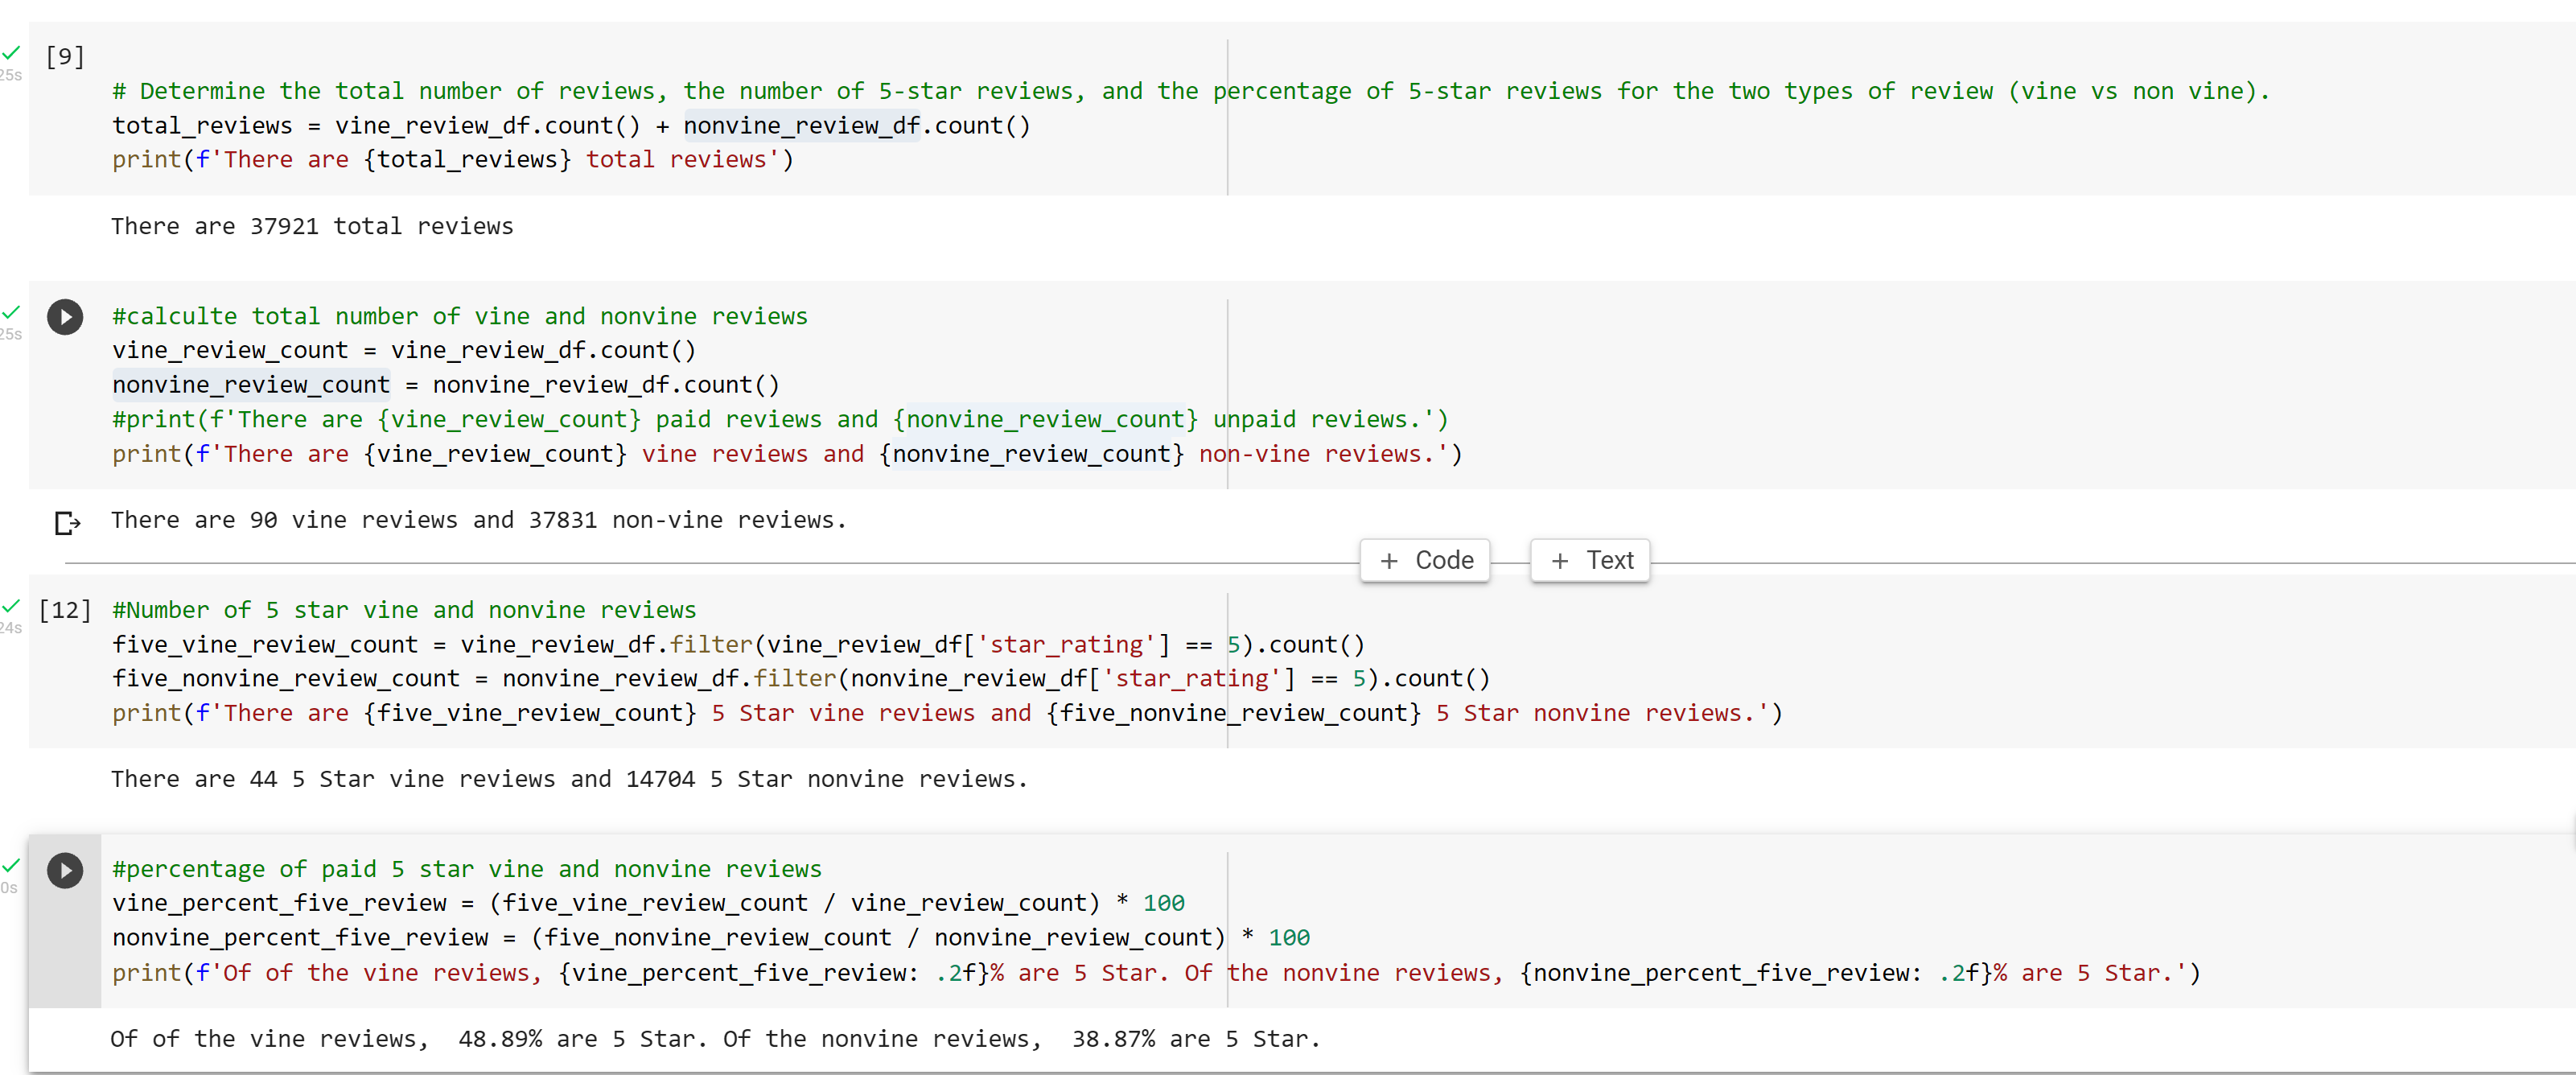 [9]
25s
# Determine the total number of reviews, the number of 5-star reviews, and the percentage of 5-star reviews for the two types of review (vine vs non vine).
total_reviews = vine_review_df.count() + nonvine_review_df.count()
print(f'There are {total_reviews} total reviews')
There are 37921 total reviews
25s
#calculte total number of vine and nonvine reviews
vine_review_count = vine_review_df.count()
nonvine_review_count = nonvine_review_df.count()
#print(f'There are {vine_review_count} paid reviews and {nonvine_review_count} unpaid reviews.')
print(f'There are {vine_review_count} vine reviews and {nonvine_review_count} non-vine reviews.')
There are 90 vine reviews and 37831 non-vine reviews.
+ Code + Text
24s
[12] #Number of 5 star vine and nonvine reviews
five_vine_review_count = vine_review_df.filter(vine_review_df['star_rating'] == 5).count()
five_nonvine_review_count = nonvine_review_df.filter(nonvine_review_df['star_rating'] == 5).count()
print(f'There are {five_vine_review_count} 5 Star vine reviews and {five_nonvine_review_count} 5 Star nonvine reviews.')
There are 44 5 Star vine reviews and 14704 5 Star nonvine reviews.
0s
#percentage of paid 5 star vine and nonvine reviews
vine_percent_five_review = (five_vine_review_count / vine_review_count) * 100
nonvine_percent_five_review = (five_nonvine_review_count / nonvine_review_count) * 100
print(f'Of of the vine reviews, {vine_percent_five_review: .2f}% are 5 Star. Of the nonvine reviews, {nonvine_percent_five_review: .2f}% are 5 Star.')
Of of the vine reviews,  48.89% are 5 Star. Of the nonvine reviews,  38.87% are 5 Star.